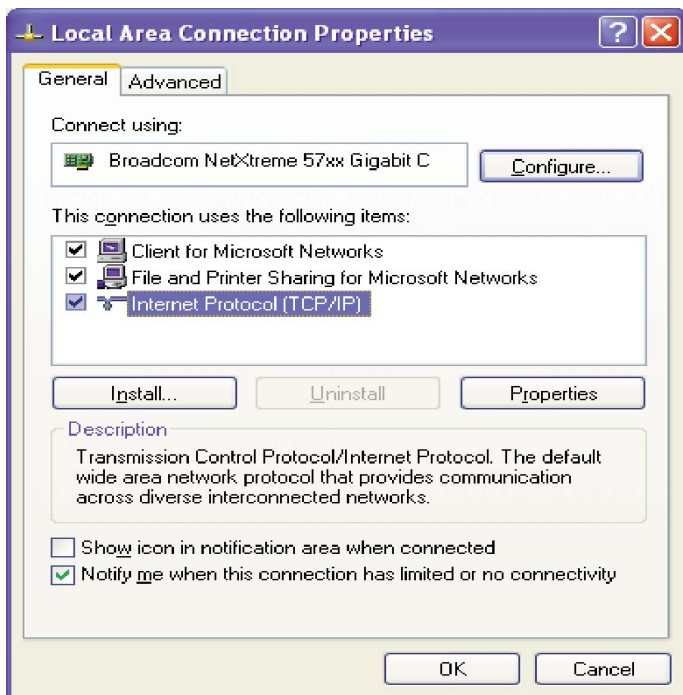 Local Area Connection Properties
General
Advanced
Connect using:
Broadcom NetXtreme 57xx Gigabit C
Configure...
This connection uses the following items:
Client for Microsoft Networks
File and Printer Sharing for Microsoft Networks
Internet Protocol (TCP/IP)
Install...
Uninstall
Properties
Description
Transmission Control Protocol/Internet Protocol. The default
wide area network protocol that provides communication
across diverse interconnected networks.
Show icon in notification area when connected
Notify me when this connection has limited or no connectivity
OK
Cancel